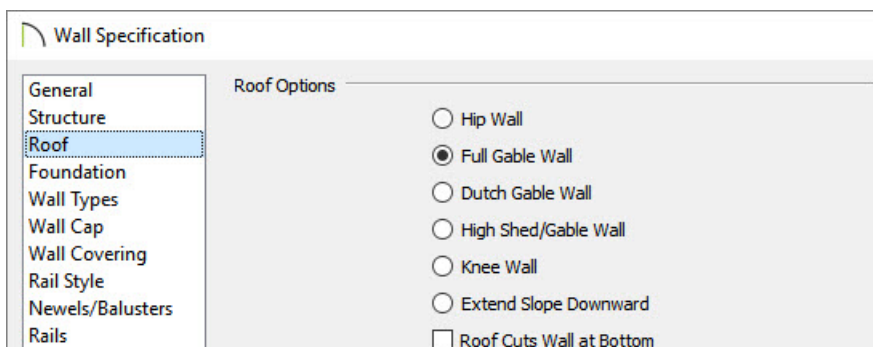 Wall Specification
General
Structure
Roof
Foundation
Wall Types
Wall Cap
Wall Covering
Rail Style
Newels/Balusters
Rails
Roof Options
Hip Wall
Full Gable Wall
Dutch Gable Wall
High Shed/Gable Wall
Knee Wall
Extend Slope Downward
Roof Cuts Wall at Bottom